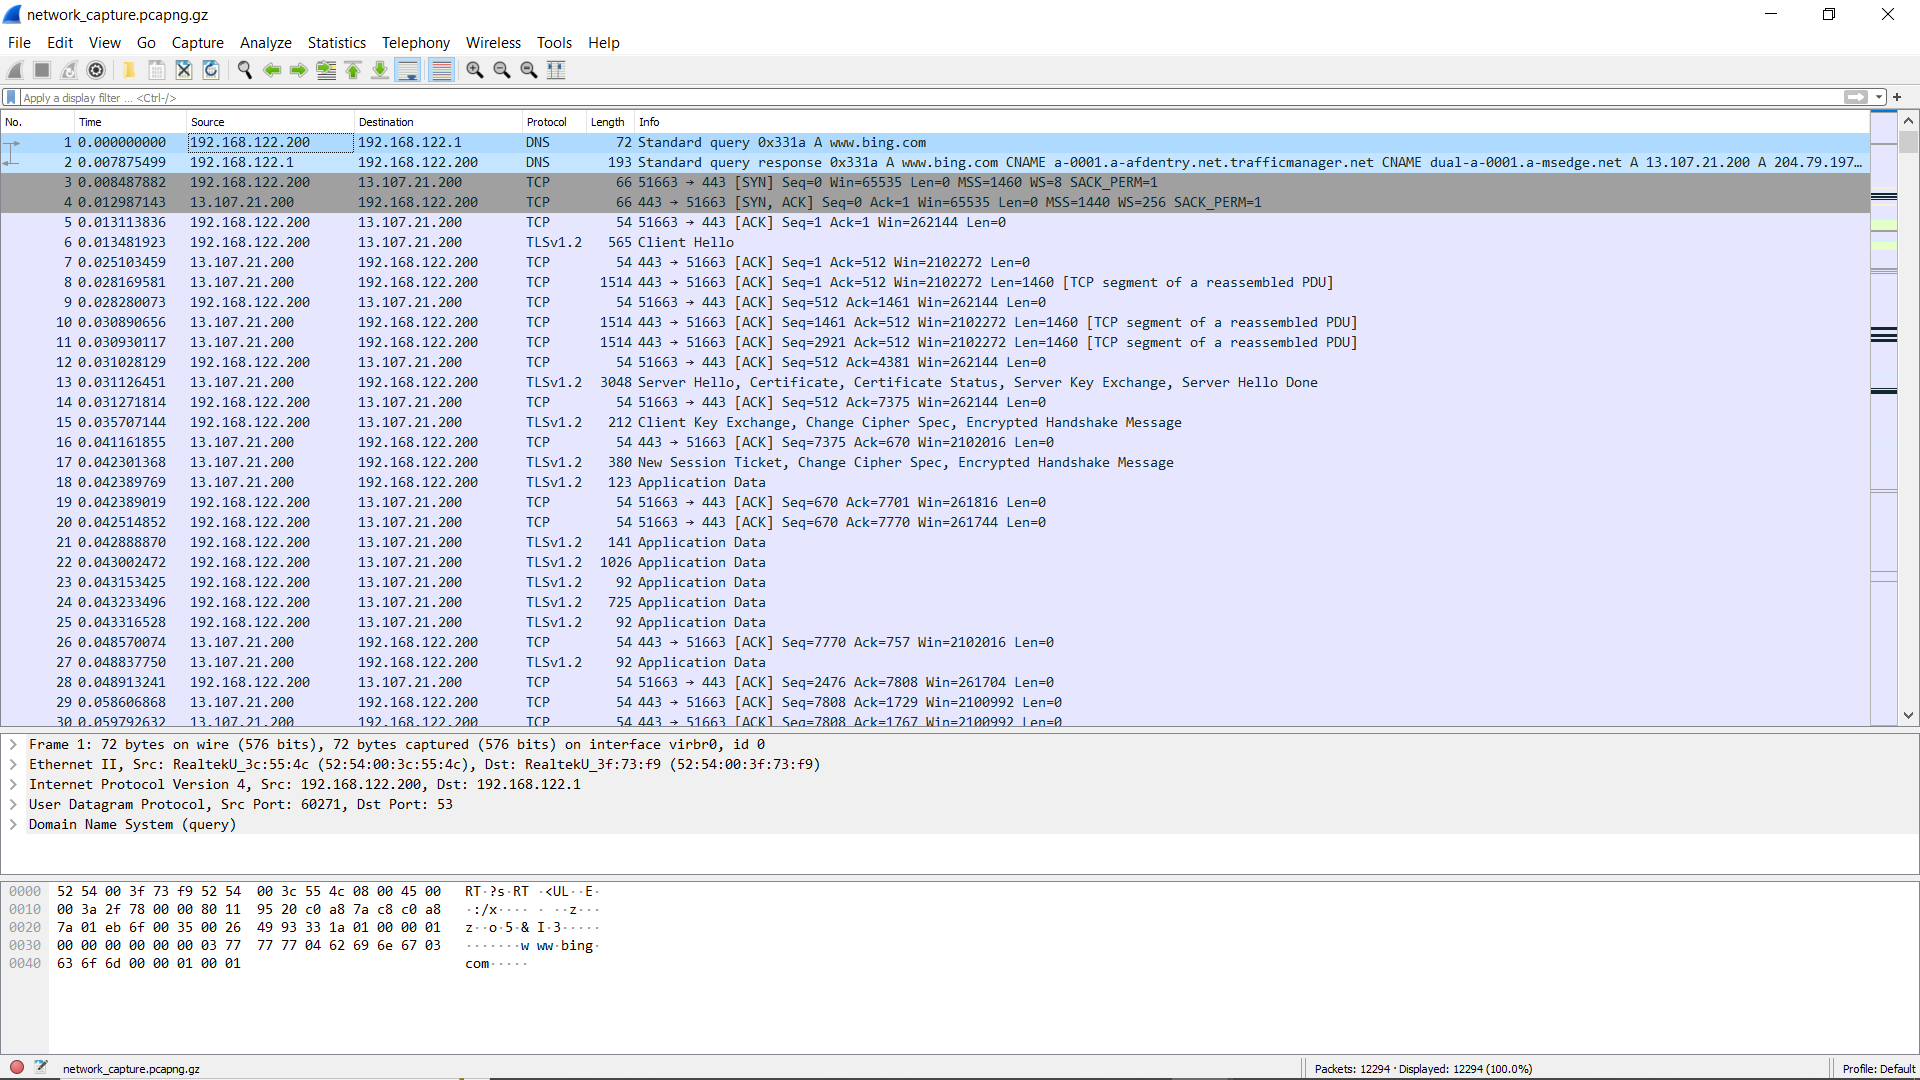 network_capture.pcapng.gz
File Edit View Go Capture Analyze Statistics Telephony Wireless Tools Help
Apply a display filter ... <Ctrl-/>
No. Time Source Destination Protocol Length Info
1 0.000000000 192.168.122.200 192.168.122.1 DNS 72 Standard query 0x331a A www.bing.com
2 0.007875499 192.168.122.1 192.168.122.200 DNS 193 Standard query response 0x331a A www.bing.com CNAME a-0001.a-afdentry.net.trafficmanager.net CNAME dual-a-0001.a-msedge.net A 13.107.21.200 A 204.79.197…
3 0.008487882 192.168.122.200 13.107.21.200 TCP 66 51663 → 443 [SYN] Seq=0 Win=65535 Len=0 MSS=1460 WS=8 SACK_PERM=1
4 0.012987143 13.107.21.200 192.168.122.200 TCP 66 443 → 51663 [SYN, ACK] Seq=0 Ack=1 Win=65535 Len=0 MSS=1440 WS=256 SACK_PERM=1
5 0.013113836 192.168.122.200 13.107.21.200 TCP 54 51663 → 443 [ACK] Seq=1 Ack=1 Win=262144 Len=0
6 0.013481923 192.168.122.200 13.107.21.200 TLSv1.2 565 Client Hello
7 0.025103459 13.107.21.200 192.168.122.200 TCP 54 443 → 51663 [ACK] Seq=1 Ack=512 Win=2102272 Len=0
8 0.028169581 13.107.21.200 192.168.122.200 TCP 1514 443 → 51663 [ACK] Seq=1 Ack=512 Win=2102272 Len=1460 [TCP segment of a reassembled PDU]
9 0.028280073 192.168.122.200 13.107.21.200 TCP 54 51663 → 443 [ACK] Seq=512 Ack=1461 Win=262144 Len=0
10 0.030890656 13.107.21.200 192.168.122.200 TCP 1514 443 → 51663 [ACK] Seq=1461 Ack=512 Win=2102272 Len=1460 [TCP segment of a reassembled PDU]
11 0.030930117 13.107.21.200 192.168.122.200 TCP 1514 443 → 51663 [ACK] Seq=2921 Ack=512 Win=2102272 Len=1460 [TCP segment of a reassembled PDU]
12 0.031028129 192.168.122.200 13.107.21.200 TCP 54 51663 → 443 [ACK] Seq=512 Ack=4381 Win=262144 Len=0
13 0.031126451 13.107.21.200 192.168.122.200 TLSv1.2 3048 Server Hello, Certificate, Certificate Status, Server Key Exchange, Server Hello Done
14 0.031271814 192.168.122.200 13.107.21.200 TCP 54 51663 → 443 [ACK] Seq=512 Ack=7375 Win=262144 Len=0
15 0.035707144 192.168.122.200 13.107.21.200 TLSv1.2 212 Client Key Exchange, Change Cipher Spec, Encrypted Handshake Message
16 0.041161855 13.107.21.200 192.168.122.200 TCP 54 443 → 51663 [ACK] Seq=7375 Ack=670 Win=2102016 Len=0
17 0.042301368 13.107.21.200 192.168.122.200 TLSv1.2 380 New Session Ticket, Change Cipher Spec, Encrypted Handshake Message
18 0.042389769 13.107.21.200 192.168.122.200 TLSv1.2 123 Application Data
19 0.042389019 192.168.122.200 13.107.21.200 TCP 54 51663 → 443 [ACK] Seq=670 Ack=7701 Win=261816 Len=0
20 0.042514852 192.168.122.200 13.107.21.200 TCP 54 51663 → 443 [ACK] Seq=670 Ack=7770 Win=261744 Len=0
21 0.042888870 192.168.122.200 13.107.21.200 TLSv1.2 141 Application Data
22 0.043002472 192.168.122.200 13.107.21.200 TLSv1.2 1026 Application Data
23 0.043153425 192.168.122.200 13.107.21.200 TLSv1.2 92 Application Data
24 0.043233496 192.168.122.200 13.107.21.200 TLSv1.2 725 Application Data
25 0.043316528 192.168.122.200 13.107.21.200 TLSv1.2 92 Application Data
26 0.048570074 13.107.21.200 192.168.122.200 TCP 54 443 → 51663 [ACK] Seq=7770 Ack=757 Win=2102016 Len=0
27 0.048837750 13.107.21.200 192.168.122.200 TLSv1.2 92 Application Data
28 0.048913241 192.168.122.200 13.107.21.200 TCP 54 51663 → 443 [ACK] Seq=2476 Ack=7808 Win=261704 Len=0
29 0.058606868 13.107.21.200 192.168.122.200 TCP 54 443 → 51663 [ACK] Seq=7808 Ack=1729 Win=2100992 Len=0
30 0.059792632 13.107.21.200 192.168.122.200 TCP 54 443 → 51663 [ACK] Seq=7808 Ack=1767 Win=2100992 Len=0
Frame 1: 72 bytes on wire (576 bits), 72 bytes captured (576 bits) on interface virbr0, id 0
Ethernet II, Src: RealtekU_3c:55:4c (52:54:00:3c:55:4c), Dst: RealtekU_3f:73:f9 (52:54:00:3f:73:f9)
Internet Protocol Version 4, Src: 192.168.122.200, Dst: 192.168.122.1
User Datagram Protocol, Src Port: 60271, Dst Port: 53
Domain Name System (query)
0000 52 54 00 3f 73 f9 52 54 00 3c 55 4c 08 00 45 00 RT·?s·RT ·<UL··E·
0010 00 3a 2f 78 00 00 80 11 95 20 c0 a8 7a c8 c0 a8 ·:/x···· · ··z···
0020 7a 01 eb 6f 00 35 00 26 49 93 33 1a 01 00 00 01 z··o·5·& I·3·····
0030 00 00 00 00 00 00 03 77 77 77 04 62 69 6e 67 03 ·······w ww·bing·
0040 63 6f 6d 00 00 01 00 01 com·····
network_capture.pcapng.gz
Packets: 12294 · Displayed: 12294 (100.0%)
Profile: Default